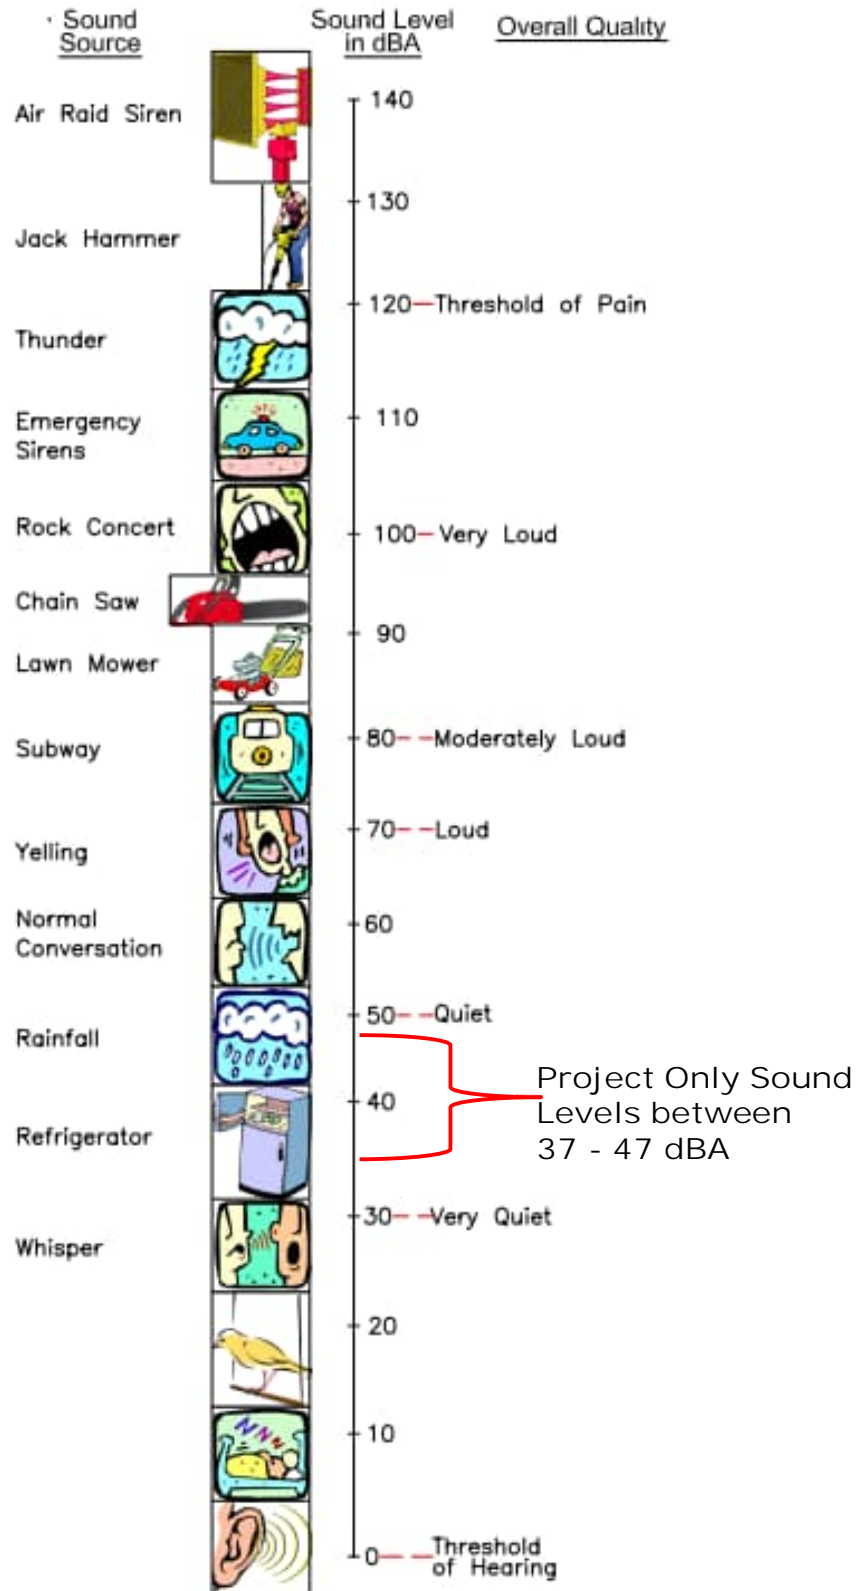 Sound
Source
Sound Level
in dBA
Overall Quality
Air Raid Siren
140
130
Jack Hammer
120
Threshold of Pain
Thunder
110
Emergency
Sirens
Rock Concert
100
Very Loud
Chain Saw
90
Lawn Mower
80
Moderately Loud
Subway
70
Loud
Yelling
60
Normal
Conversation
50
Quiet
Rainfall
Project Only Sound
Levels between
37 - 47 dBA
40
Refrigerator
30
Very Quiet
Whisper
20
10
NNN
0
Threshold
of Hearing